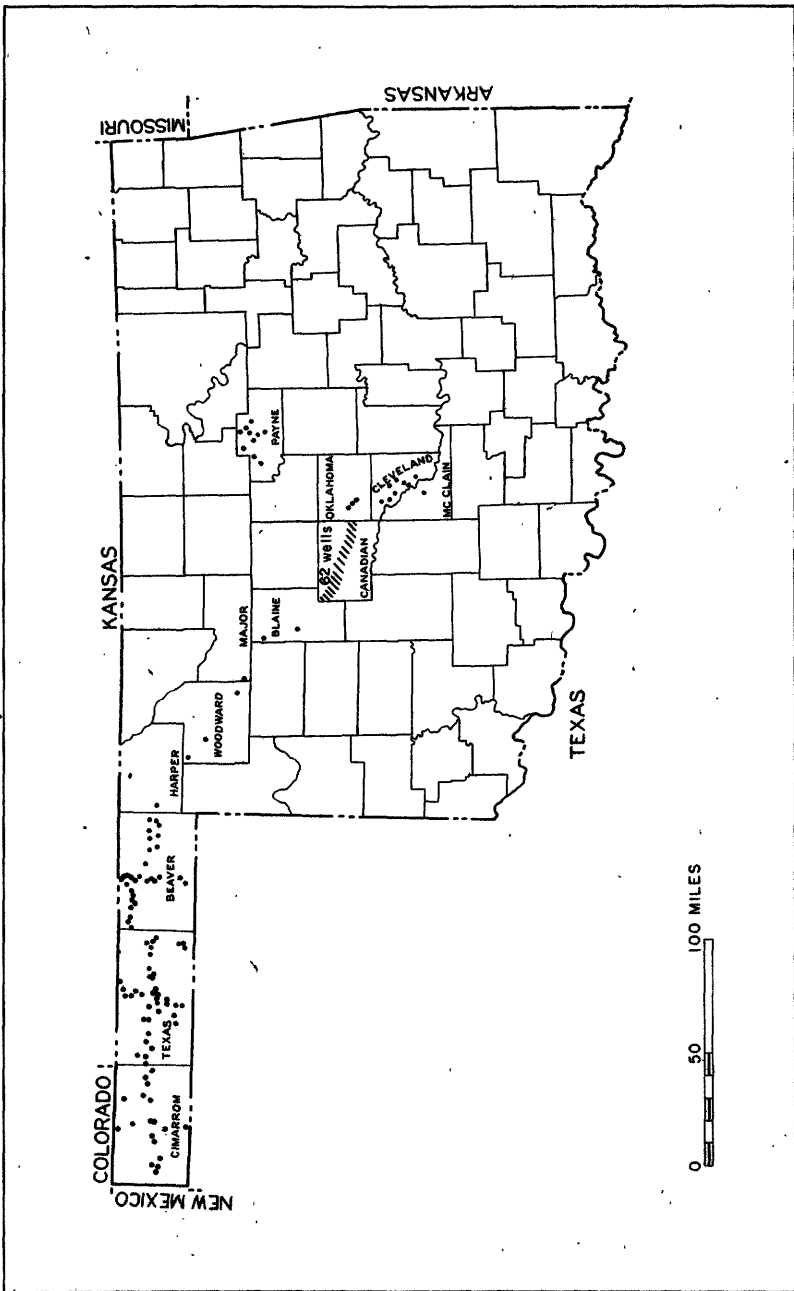 COLORADO
KANSAS
MISSOURI
NEW MEXICO
ARKANSAS
CIMARROM
TEXAS
BEAVER
HARPER
WOODWARD
MAJOR
BLAINE
62 wells
CANADIAN
OKLAHOMA
PAYNE
CLEVELAND
MC CLAIN
TEXAS
0 50 100 MILES